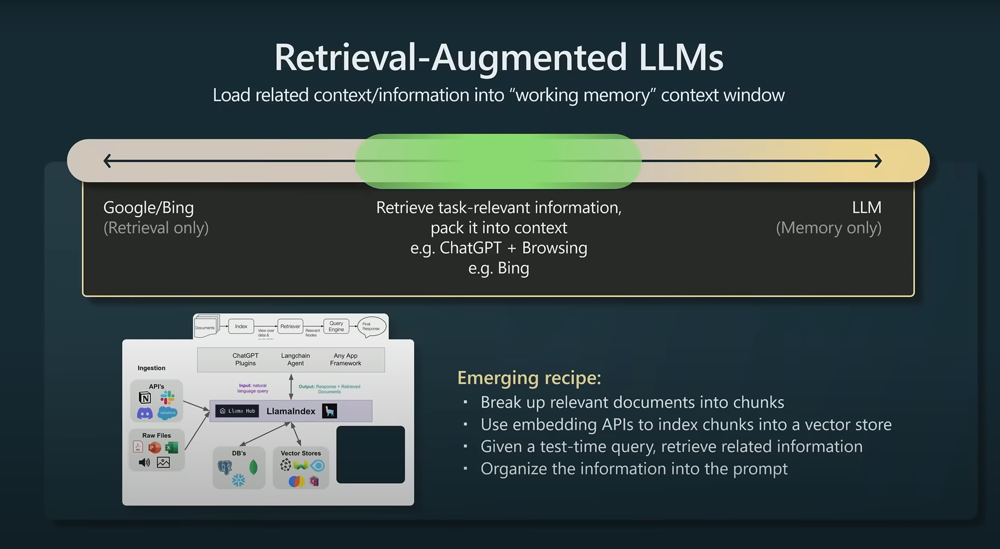 Retrieval-Augmented LLMs
Load related context/information into “working memory” context window
Google/Bing
(Retrieval only)
Retrieve task-relevant information,
pack it into context
e.g. ChatGPT + Browsing
e.g. Bing
LLM
(Memory only)
Documents
Index
View over
data &
Retriever
Relevant
Nodes
Query
Engine
Final
Response
ChatGPT
Plugins
Langchain
Agent
Any App
Framework
Ingestion
API's
salesforce
Raw Files
PDF
P
X
Input: natural
language query
Output: Response + Retrieved
Documents
Llama Hub
LlamaIndex
DB's
Vector Stores
Emerging recipe:
▪ Break up relevant documents into chunks
▪ Use embedding APIs to index chunks into a vector store
▪ Given a test-time query, retrieve related information
▪ Organize the information into the prompt